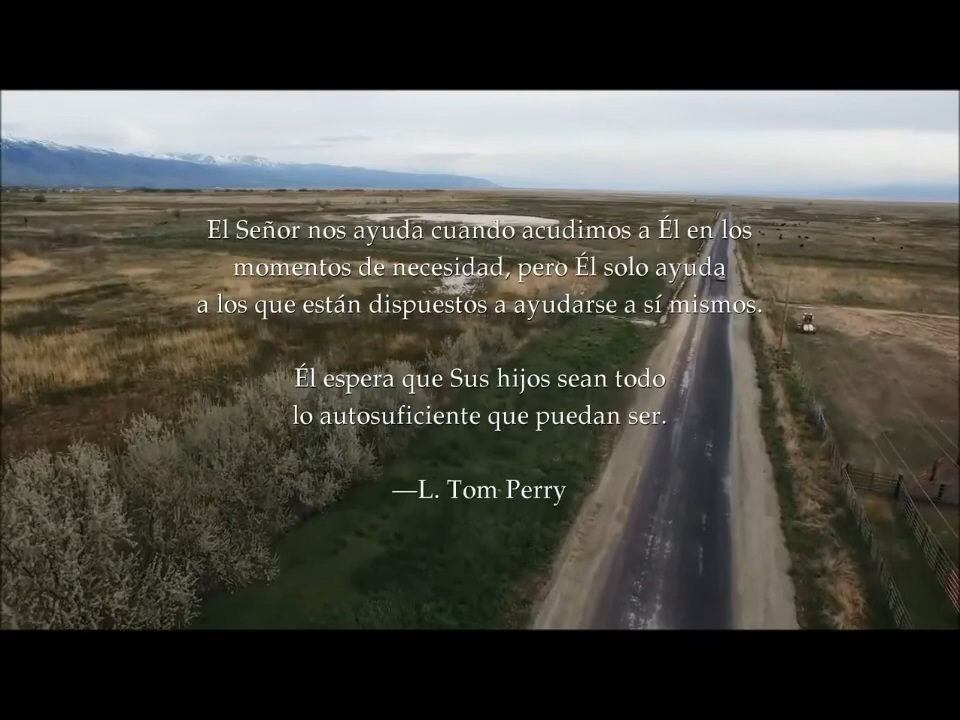 El Señor nos ayuda cuando acudimos a Él en los
momentos de necesidad, pero Él solo ayuda
a los que están dispuestos a ayudarse a sí mismos.
Él espera que Sus hijos sean todo
lo autosuficiente que puedan ser.
—L. Tom Perry